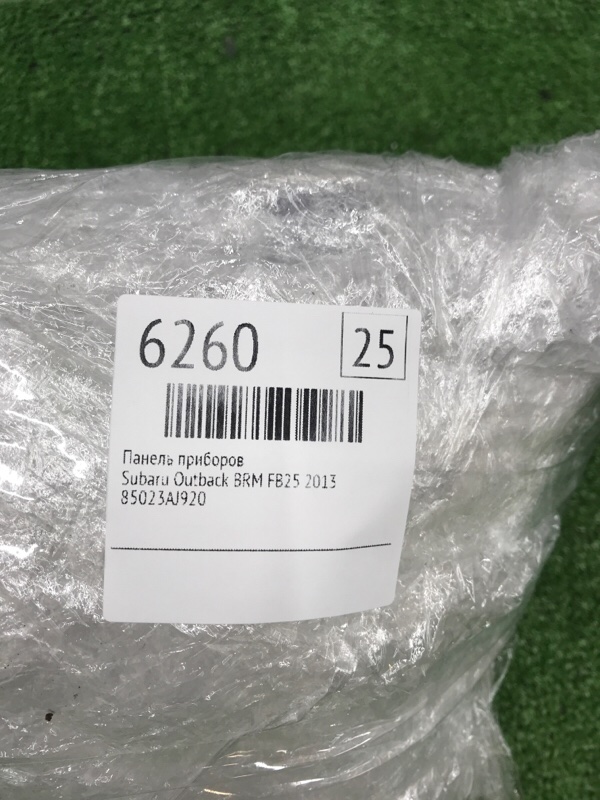 6260
25
Панель приборов
Subaru Outback BRM FB25 2013
85023AJ920